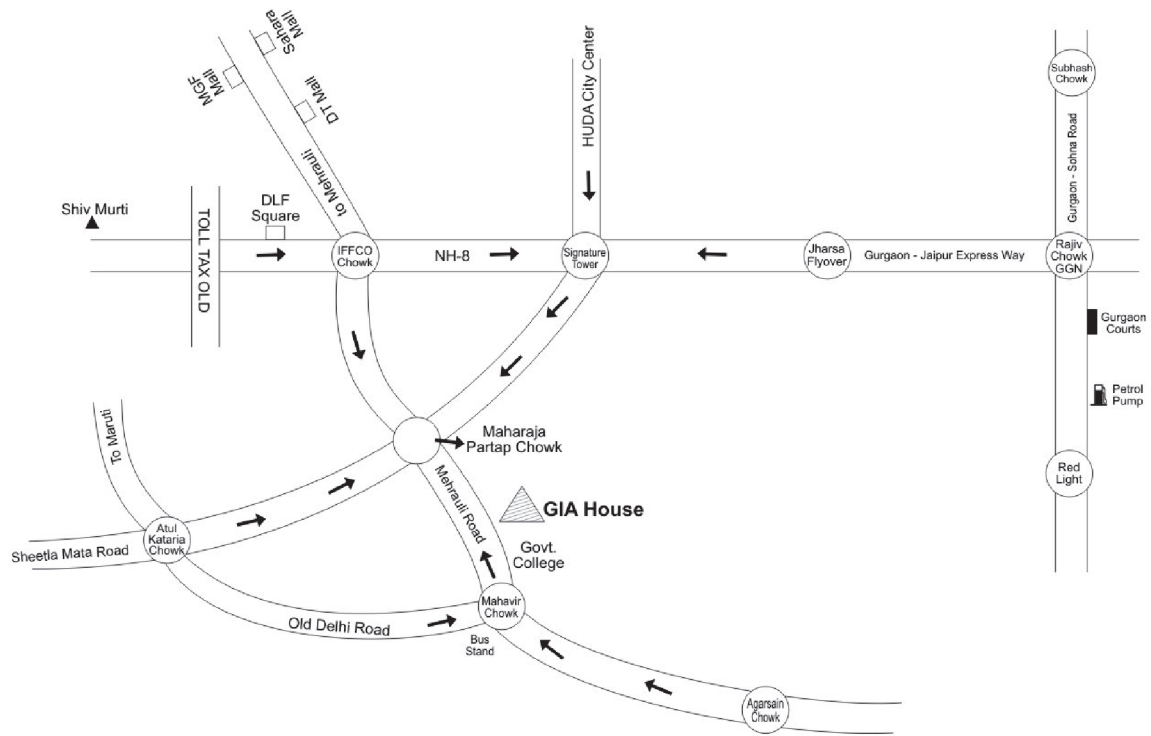 Sahara
Mall
MGF
Mall
DT Mall
to Mehrauli
HUDA City Center
Subhash
Chowk
Gurgaon - Sohna Road
Shiv Murti
TOLL TAX OLD
DLF
Square
IFFCO
Chowk
NH-8
Signature
Tower
Jharsa
Flyover
Gurgaon - Jaipur Express Way
Rajiv
Chowk
GGN
Gurgaon
Courts
Petrol
Pump
Red
Light
To Maruti
Maharaja
Partap Chowk
Mehrauli Road
GIA House
Govt.
College
Atul
Kataria
Chowk
Sheetla Mata Road
Old Delhi Road
Mahavir
Chowk
Bus
Stand
Agarsain
Chowk